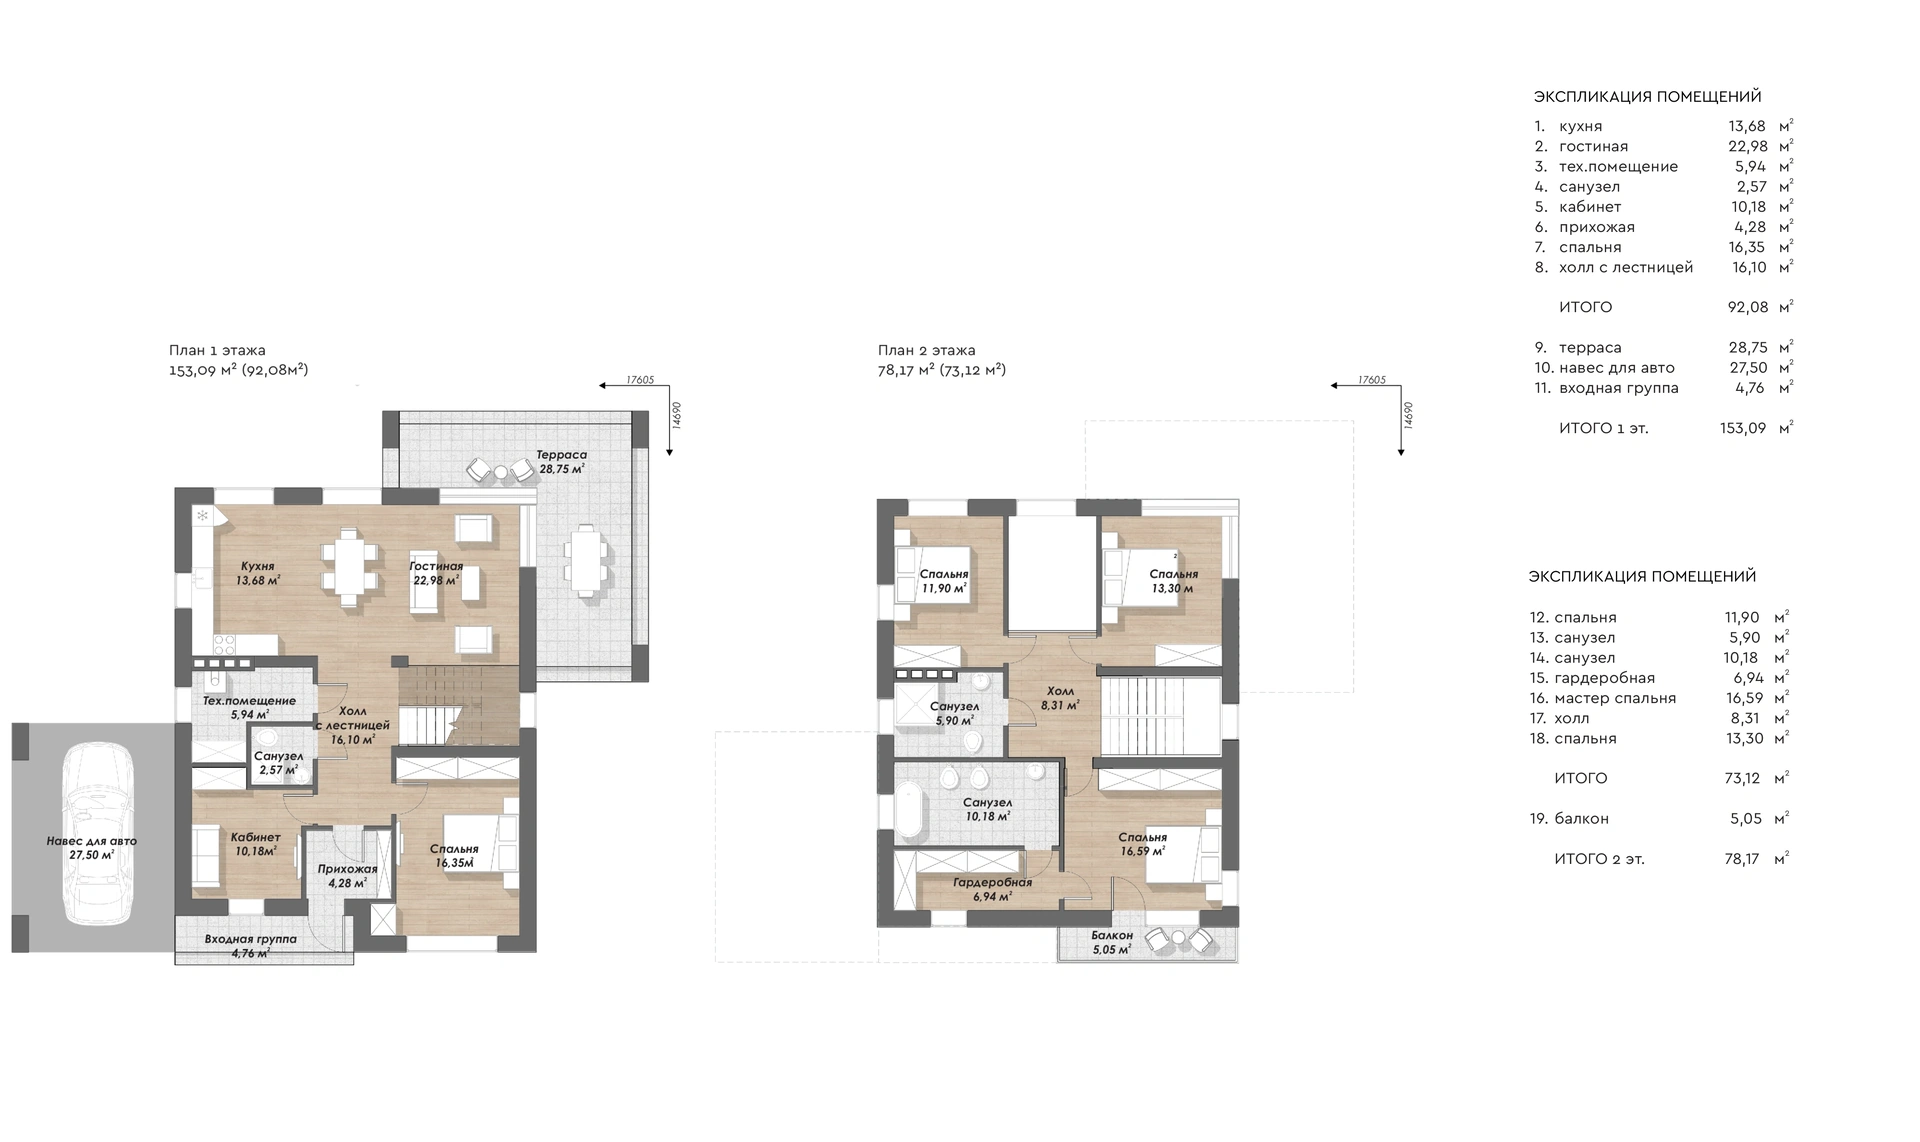 План 1 этажа
153,09 м² (92,08м²)
17605
14690
Терраса
28,75 м²
Кухня
13,68 м²
Гостиная
22,98 м²
Тех.помещение
5,94 м²
Холл
с лестницей
16,10 м²
Санузел
2,57 м²
Навес для авто
27,50 м²
Кабинет
10,18м²
Прихожая
4,28 м²
Спальня
16,35м²
Входная группа
4,76 м²
План 2 этажа
78,17 м² (73,12 м²)
17605
14690
Спальня
11,90 м²
2
Спальня
13,30 м
Холл
8,31 м²
Санузел
5,90 м²
Санузел
10,18 м²
Спальня
16,59 м²
Гардеробная
6,94 м²
Балкон
5,05 м²
ЭКСПЛИКАЦИЯ ПОМЕЩЕНИЙ
1. кухня 13,68 м²
2. гостиная 22,98 м²
3. тех.помещение 5,94 м²
4. санузел 2,57 м²
5. кабинет 10,18 м²
6. прихожая 4,28 м²
7. спальня 16,35 м²
8. холл с лестницей 16,10 м²
ИТОГО 92,08 м²
9. терраса 28,75 м²
10. навес для авто 27,50 м²
11. входная группа 4,76 м²
ИТОГО 1 эт. 153,09 м²
ЭКСПЛИКАЦИЯ ПОМЕЩЕНИЙ
12. спальня 11,90 м²
13. санузел 5,90 м²
14. санузел 10,18 м²
15. гардеробная 6,94 м²
16. мастер спальня 16,59 м²
17. холл 8,31 м²
18. спальня 13,30 м²
ИТОГО 73,12 м²
19. балкон 5,05 м²
ИТОГО 2 эт. 78,17 м²